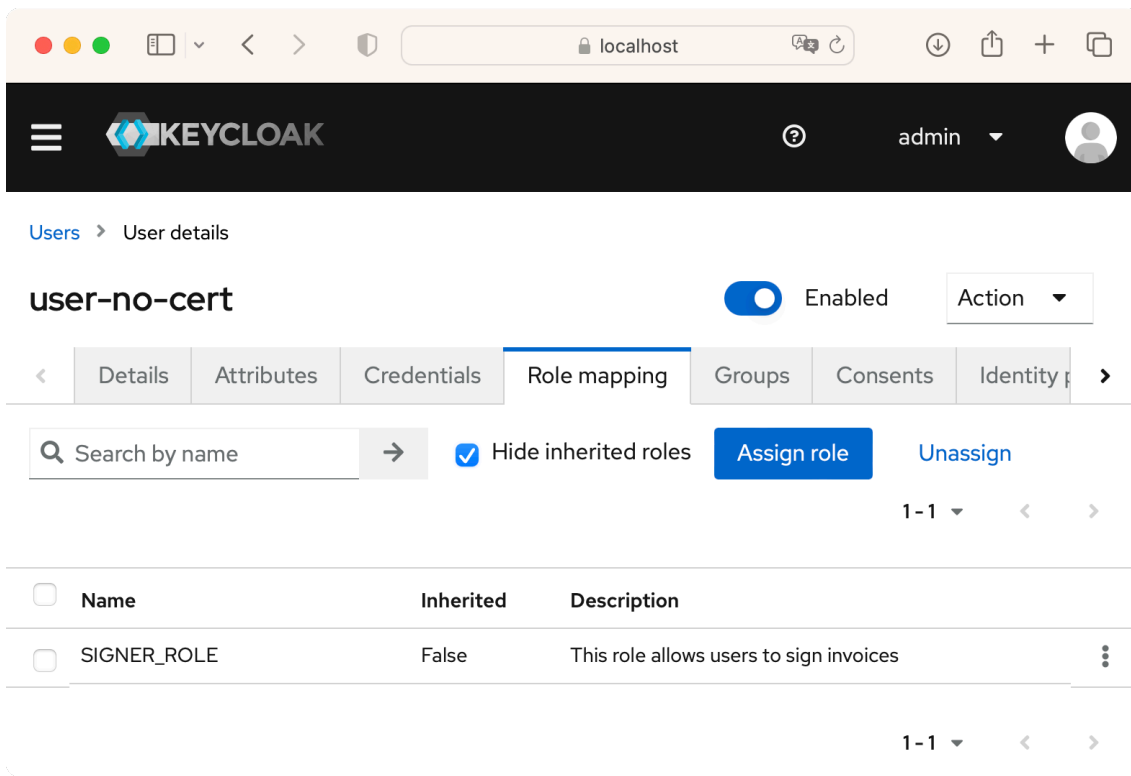 localhost
KEYCLOAK
admin
Users > User details
user-no-cert
Enabled
Action
Details Attributes Credentials Role mapping Groups Consents Identity p
Search by name
Hide inherited roles
Assign role
Unassign
1 - 1
Name Inherited Description
SIGNER_ROLE False This role allows users to sign invoices
1 - 1